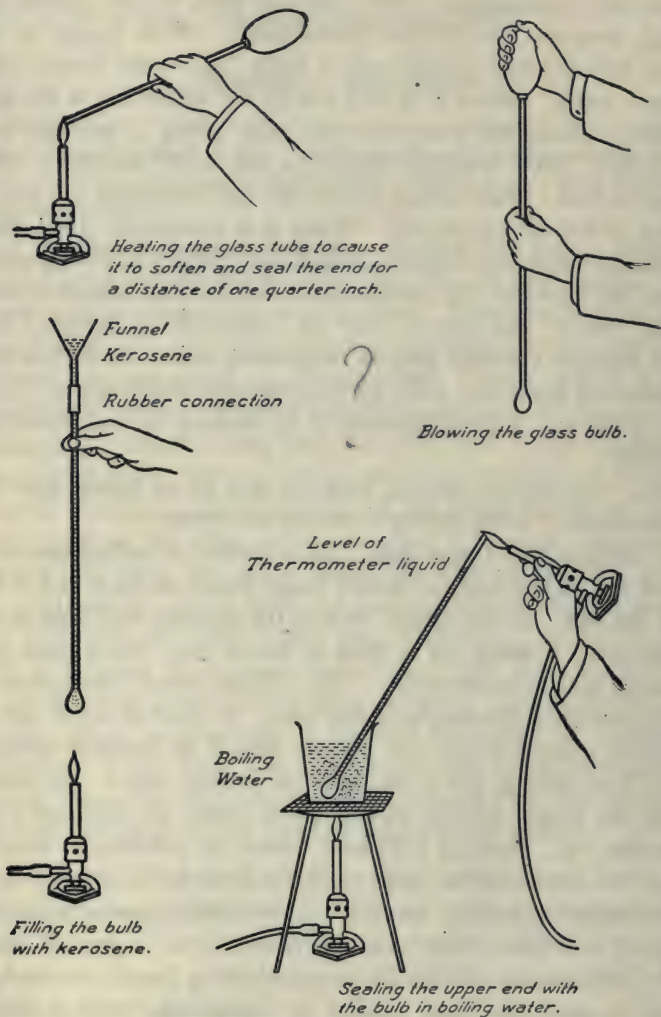 Heating the glass tube to cause
it to soften and seal the end for
a distance of one quarter inch.
Funnel
Kerosene
Rubber connection
?
Blowing the glass bulb.
Level of
Thermometer liquid
Boiling
Water
Filling the bulb
with kerosene.
Sealing the upper end with
the bulb in boiling water.